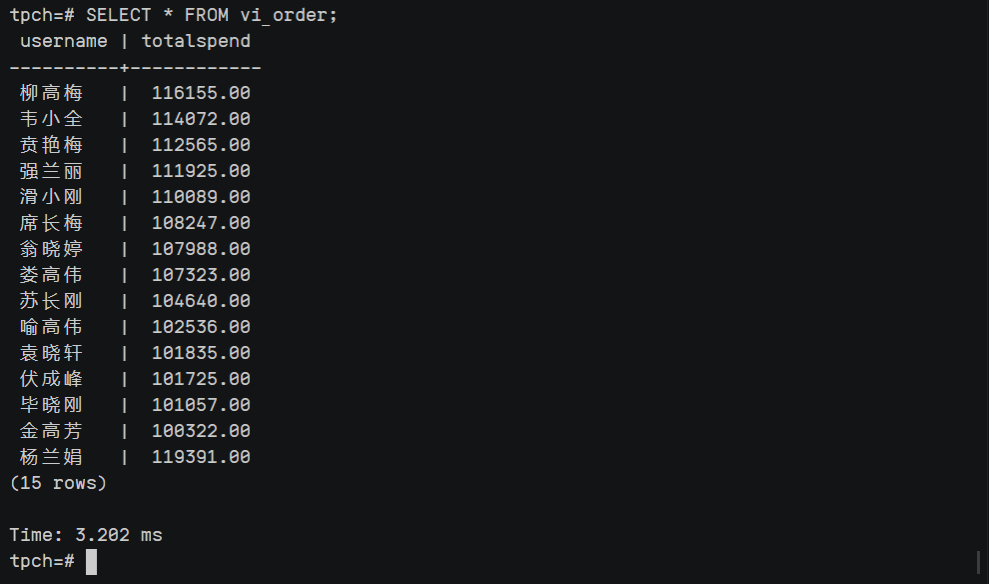 tpch=# SELECT * FROM vi_order;
 username | totalspend
----------+------------
 柳高梅   |  116155.00
 韦小全   |  114072.00
 贲艳梅   |  112565.00
 强兰丽   |  111925.00
 滑小刚   |  110089.00
 席长梅   |  108247.00
 翁晓婷   |  107988.00
 娄高伟   |  107323.00
 苏长刚   |  104640.00
 喻高伟   |  102536.00
 袁晓轩   |  101835.00
 伏成峰   |  101725.00
 毕晓刚   |  101057.00
 金高芳   |  100322.00
 杨兰娟   |  119391.00
(15 rows)

Time: 3.202 ms
tpch=#